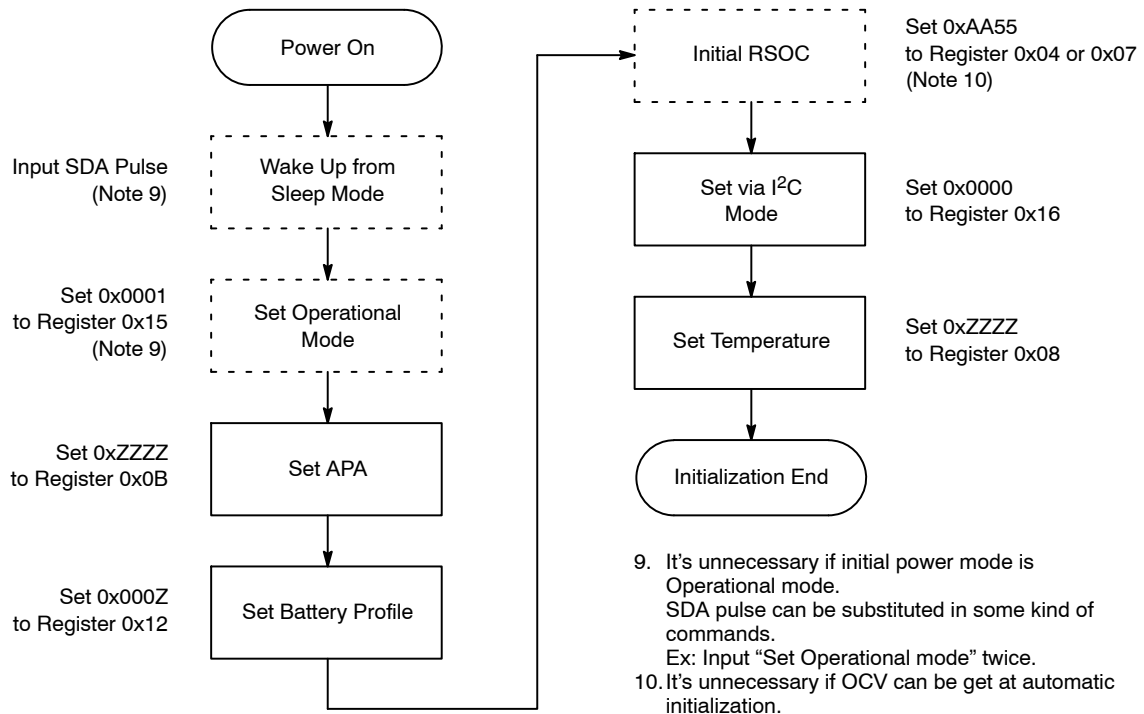 Power On
Input SDA Pulse
(Note 9)
Wake Up from
Sleep Mode
Set 0x0001
to Register 0x15
(Note 9)
Set Operational
Mode
Set 0xZZZZ
to Register 0x0B
Set APA
Set 0x000Z
to Register 0x12
Set Battery Profile
Initial RSOC
Set 0xAA55
to Register 0x04 or 0x07
(Note 10)
Set via I²C
Mode
Set 0x0000
to Register 0x16
Set Temperature
Set 0xZZZZ
to Register 0x08
Initialization End
9. It's unnecessary if initial power mode is
Operational mode.
SDA pulse can be substituted in some kind of
commands.
Ex: Input “Set Operational mode” twice.
10. It's unnecessary if OCV can be get at automatic
initialization.